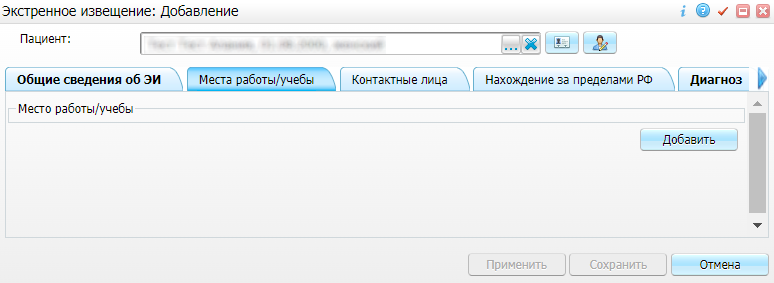 Экстренное извещение: Добавление
Пациент:
...
Общие сведения об ЭИ Места работы/учебы Контактные лица Нахождение за пределами РФ Диагноз
Место работы/учебы
Добавить
Применить Сохранить Отмена